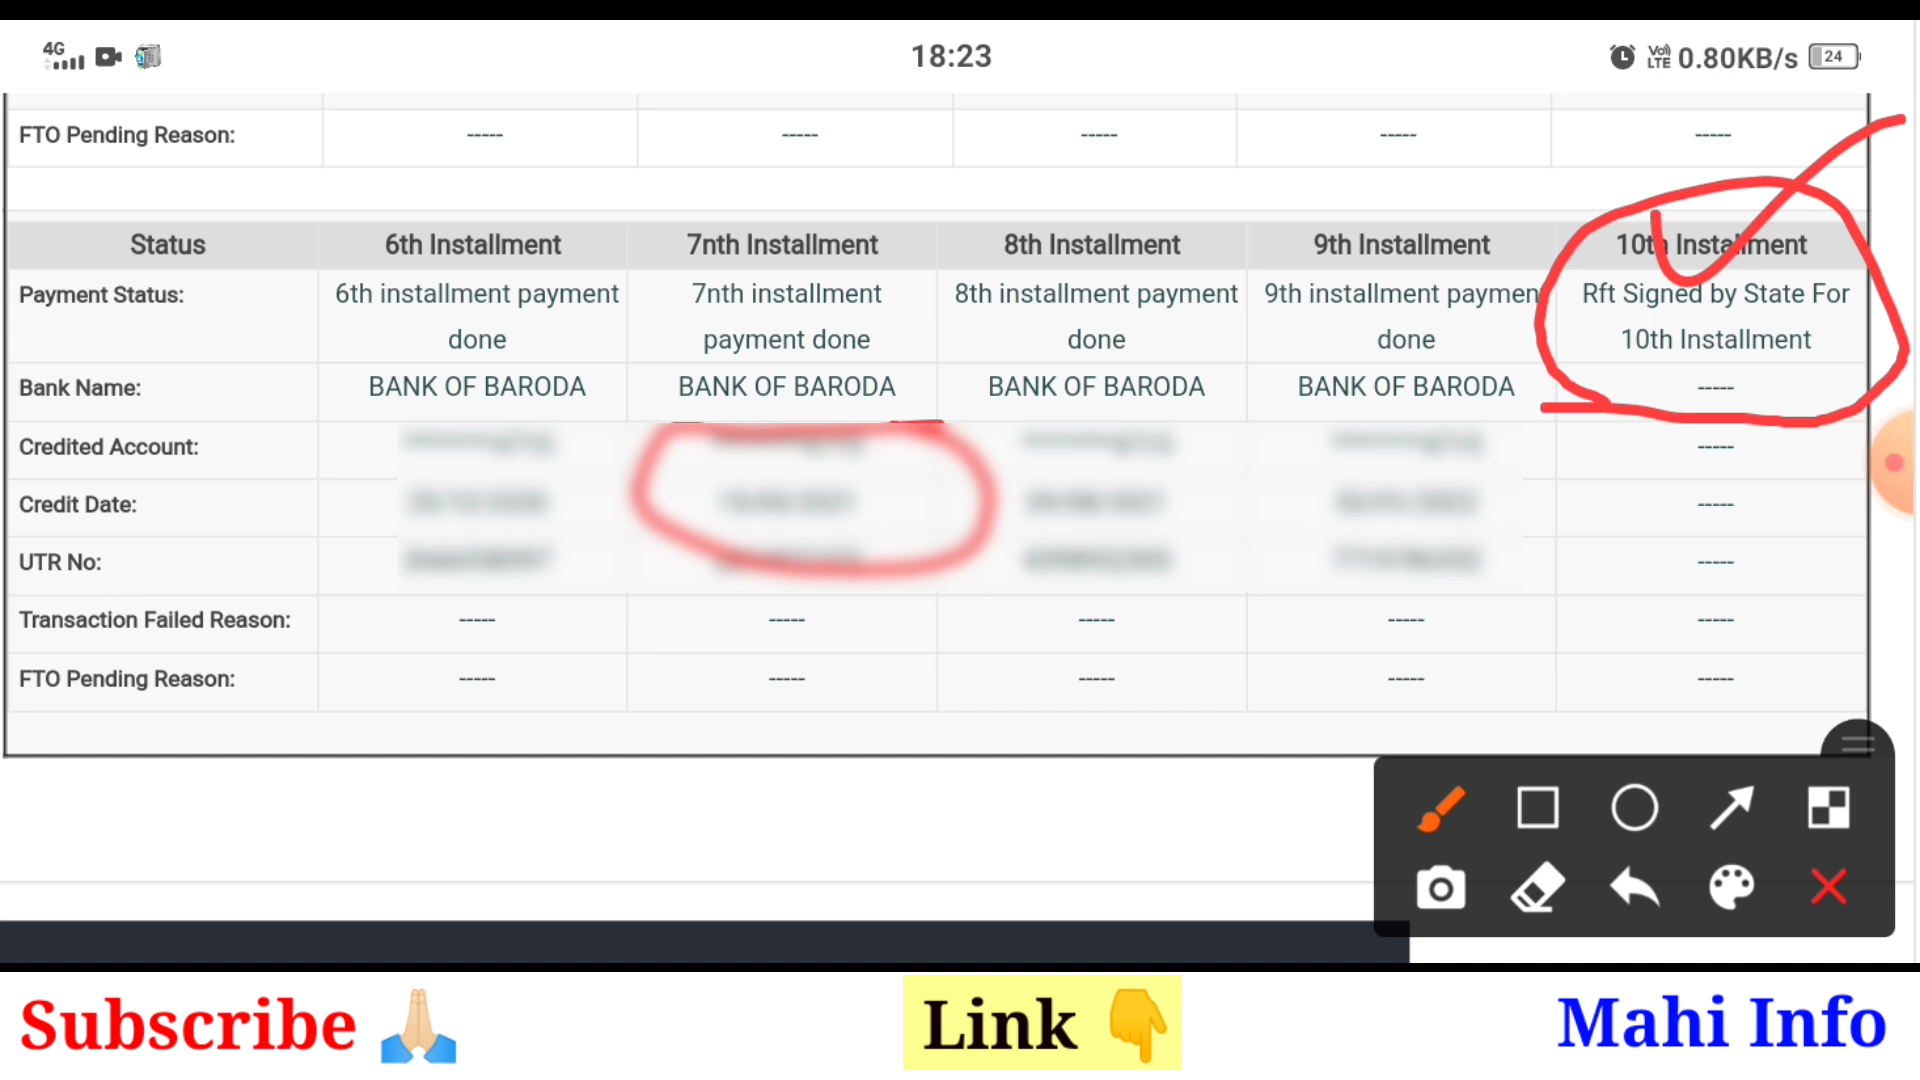 4G 18:23 Vo)) LTE 0.80KB/s 24
FTO Pending Reason: ----- ----- ----- ----- -----
Status 6th Installment 7nth Installment 8th Installment 9th Installment 10th Installment
Payment Status: 6th installment payment done 7nth installment payment done 8th installment payment done 9th installment paymen done Rft Signed by State For 10th Installment
Bank Name: BANK OF BARODA BANK OF BARODA BANK OF BARODA BANK OF BARODA -----
Credited Account: -----
Credit Date: -----
UTR No: -----
Transaction Failed Reason: ----- ----- ----- ----- -----
FTO Pending Reason: ----- ----- ----- ----- -----
Subscribe Link Mahi Info